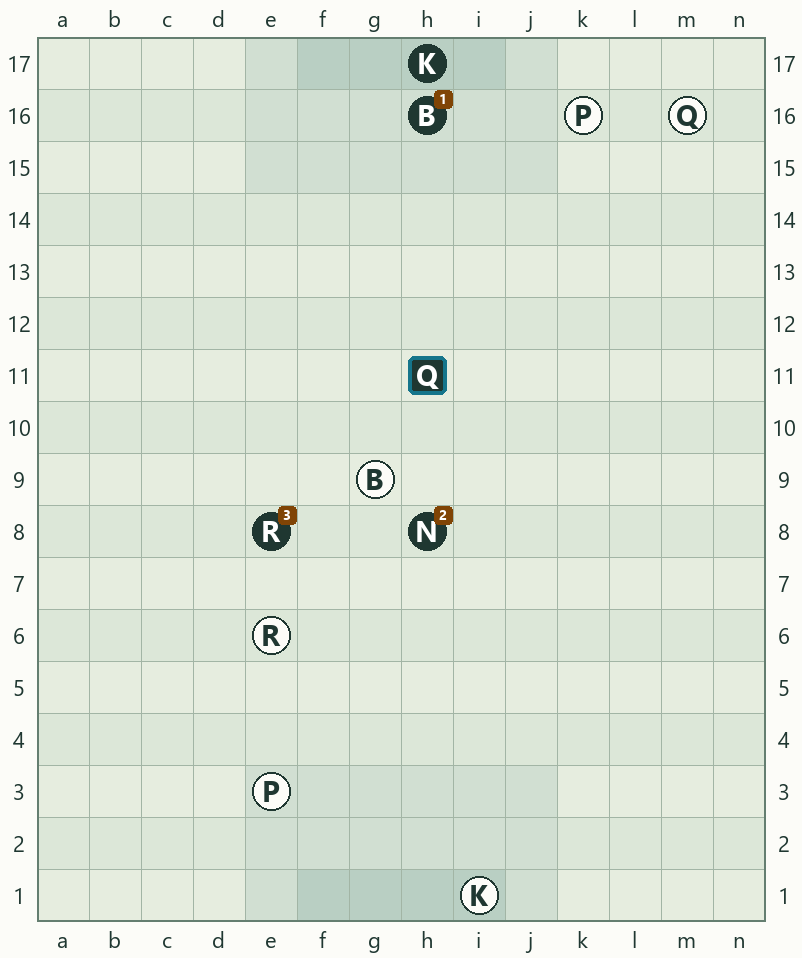 a b c d e f g h i j k l m n
17 K 17
16 B 1 P Q 16
15 15
14 14
13 13
12 12
11 Q 11
10 10
9 B 9
8 R 3 N 2 8
7 7
6 R 6
5 5
4 4
3 P 3
2 2
1 K 1
a b c d e f g h i j k l m n